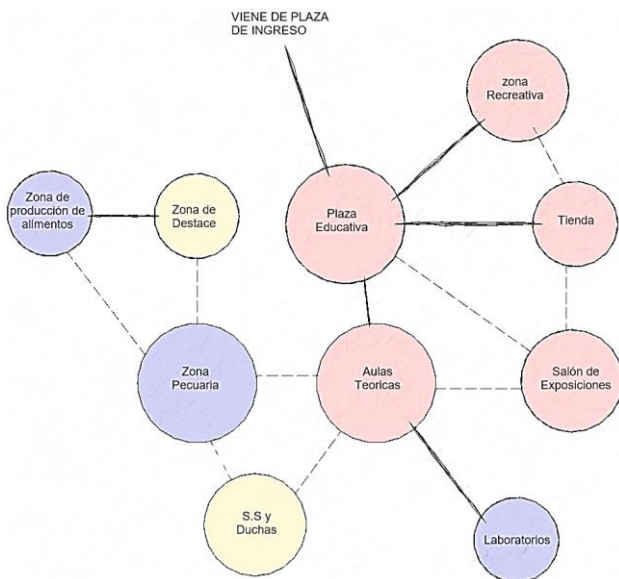 VIENE DE PLAZA
DE INGRESO
zona
Recreativa
Zona de
producción de
alimentos
Zona de
Destace
Plaza
Educativa
Tienda
Zona
Pecuaria
Aulas
Teoricas
Salón de
Exposiciones
S.S y
Duchas
Laboratorios